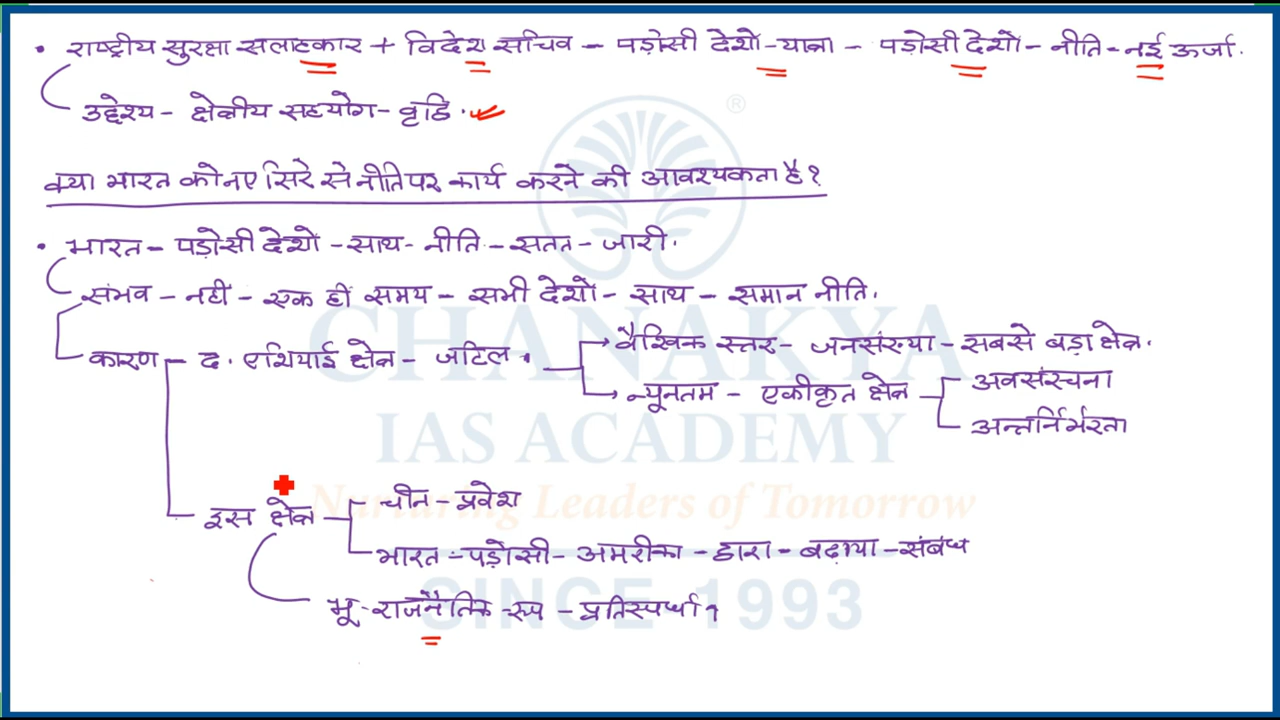 • राष्ट्रीय सुरक्षा सलाहकार + विदेश सचिव - पड़ोसी देशो - यात्रा - पड़ोसी देशो - नीति - नई ऊर्जा.
उद्देश्य - क्षेत्रीय सहयोग - वृद्धि.
क्या भारत को नए सिरे से नीति पर कार्य करने की आवश्यकता है?
• भारत - पड़ोसी देशो - साथ - नीति - सतत - जारी.
संभव - नही - एक ही समय - सभी देशो - साथ - समान नीति.
कारण - द. एशियाई क्षेत्र - जटिल.
वैश्विक स्तर - जनसंख्या - सबसे बड़ा क्षेत्र.
न्यूनतम - एकीकृत क्षेत्र
अवसंरचना
अन्तर्निर्भरता
इस क्षेत्र
चीन - प्रवेश
भारत - पड़ोसी - अमरीका - द्वारा - बढ़ाया - संबंध
भू-राजनैतिक - रूप - प्रतिस्पर्धा
CHANAKYA
IAS ACADEMY
Nurturing Leaders of Tomorrow
SINCE 1993
®